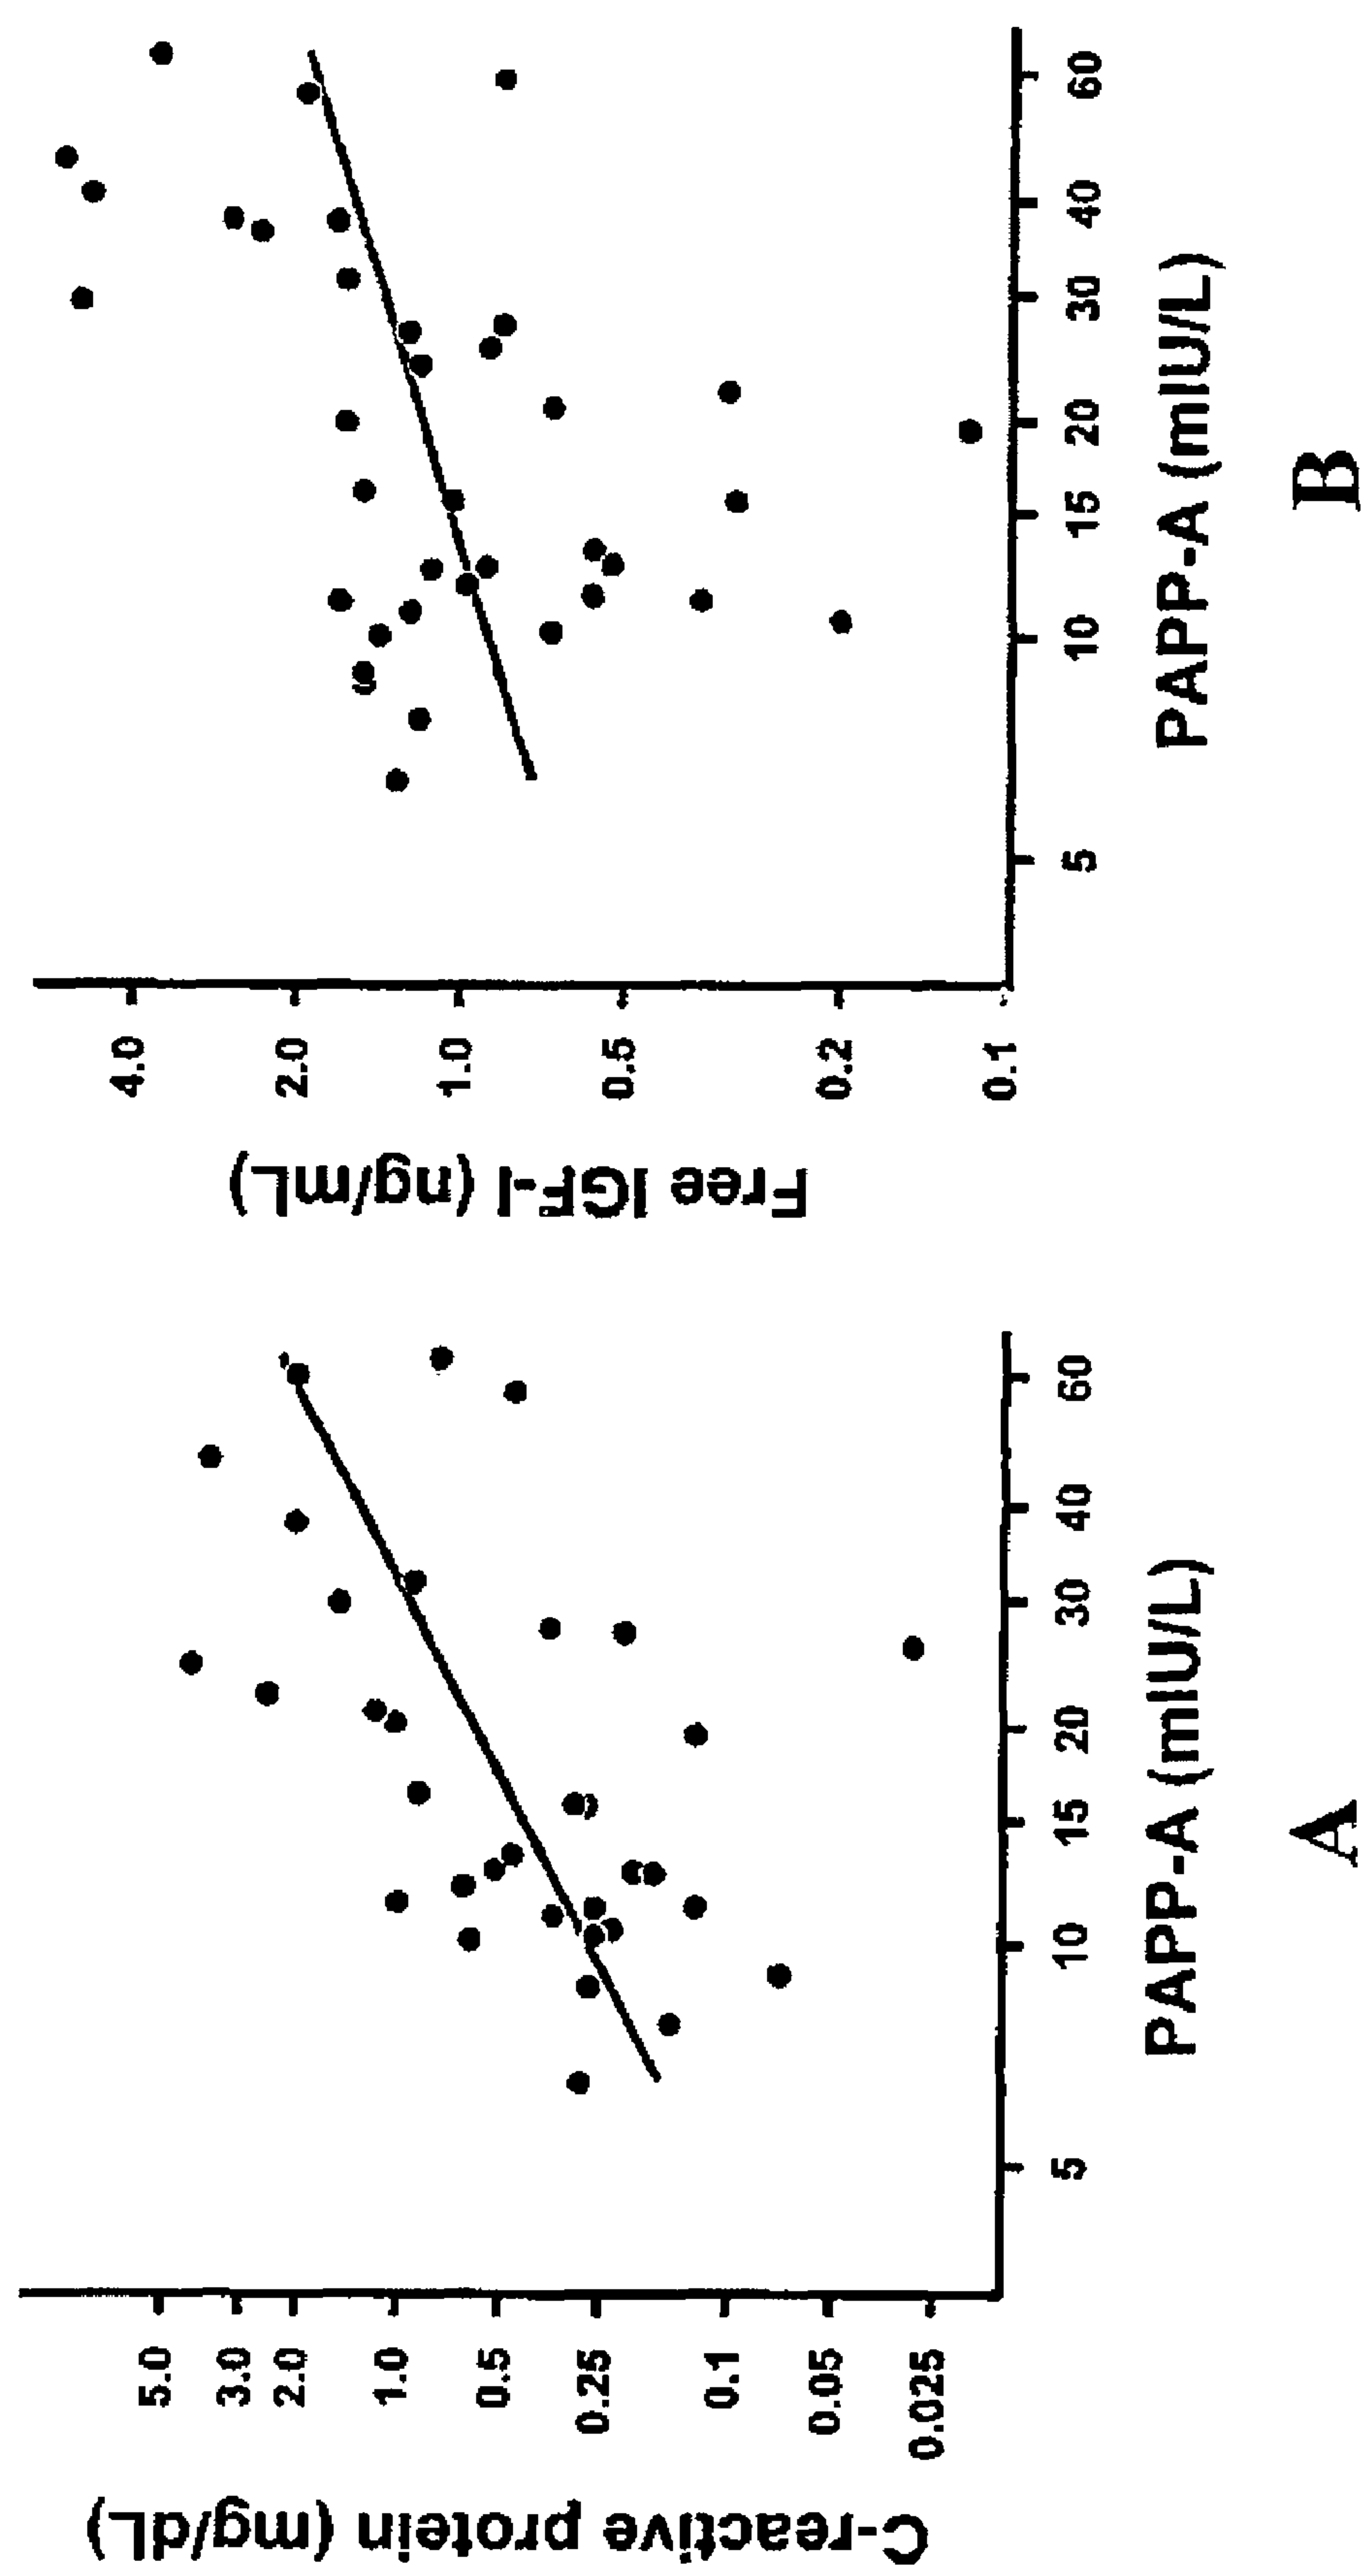 C-reactive protein (mg/dL)
5.0
3.0
2.0
1.0
0.5
0.25
0.1
0.05
0.025
5 10 15 20 30 40 60
PAPP-A (mIU/L)
A
Free IGF-I (ng/mL)
4.0
2.0
1.0
0.5
0.2
0.1
5 10 15 20 30 40 60
PAPP-A (mIU/L)
B